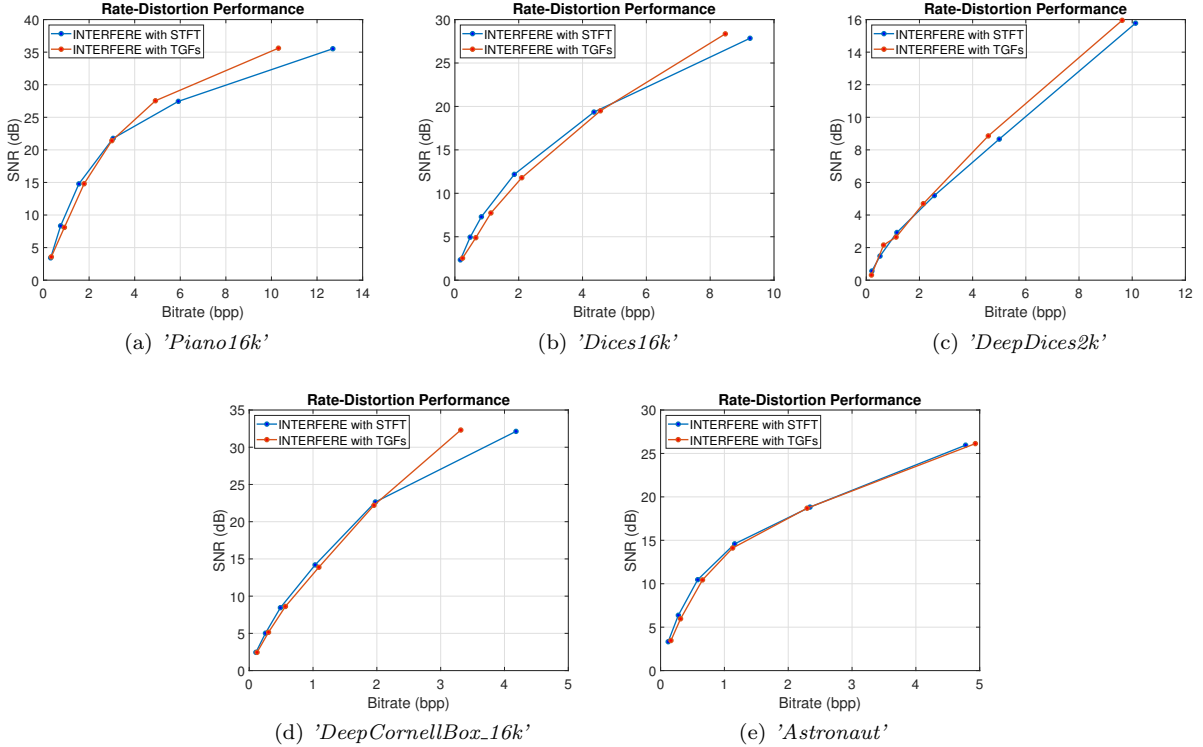 Rate-Distortion Performance
INTERFERE with STFT
INTERFERE with TGFs
SNR (dB)
40
35
30
25
20
15
10
5
0
0 2 4 6 8 10 12 14
Bitrate (bpp)
(a) 'Piano16k'
Rate-Distortion Performance
INTERFERE with STFT
INTERFERE with TGFs
SNR (dB)
30
25
20
15
10
5
0
0 2 4 6 8 10
Bitrate (bpp)
(b) 'Dices16k'
Rate-Distortion Performance
INTERFERE with STFT
INTERFERE with TGFs
SNR (dB)
16
14
12
10
8
6
4
2
0
0 2 4 6 8 10 12
Bitrate (bpp)
(c) 'DeepDices2k'
Rate-Distortion Performance
INTERFERE with STFT
INTERFERE with TGFs
SNR (dB)
35
30
25
20
15
10
5
0
0 1 2 3 4 5
Bitrate (bpp)
(d) 'DeepCornellBox_16k'
Rate-Distortion Performance
INTERFERE with STFT
INTERFERE with TGFs
SNR (dB)
30
25
20
15
10
5
0
0 1 2 3 4 5
Bitrate (bpp)
(e) 'Astronaut'